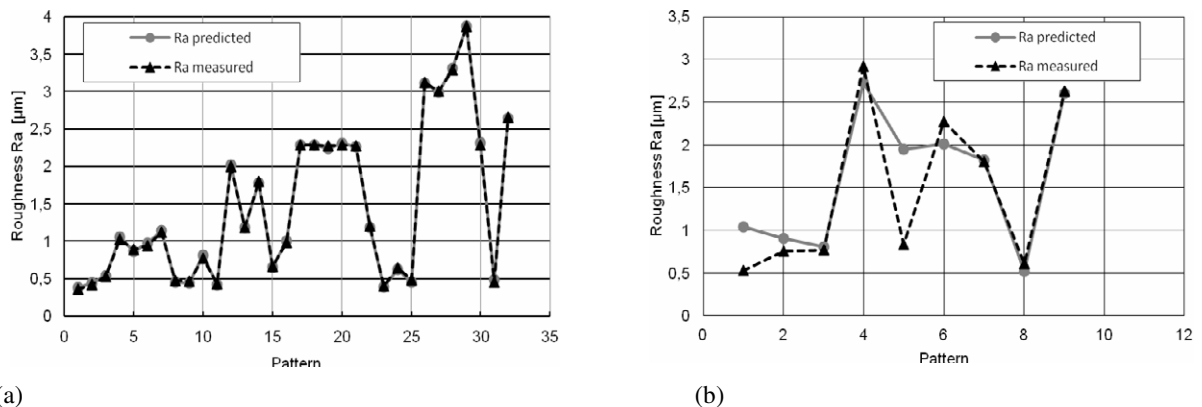 4
3,5
3
2,5
2
1,5
1
0,5
0
Roughness Ra [µm]
Ra predicted
Ra measured
0 5 10 15 20 25 30 35
Pattern
(a)
3,5
3
2,5
2
1,5
1
0,5
0
Roughness Ra [µm]
Ra predicted
Ra measured
0 2 4 6 8 10 12
Pattern
(b)